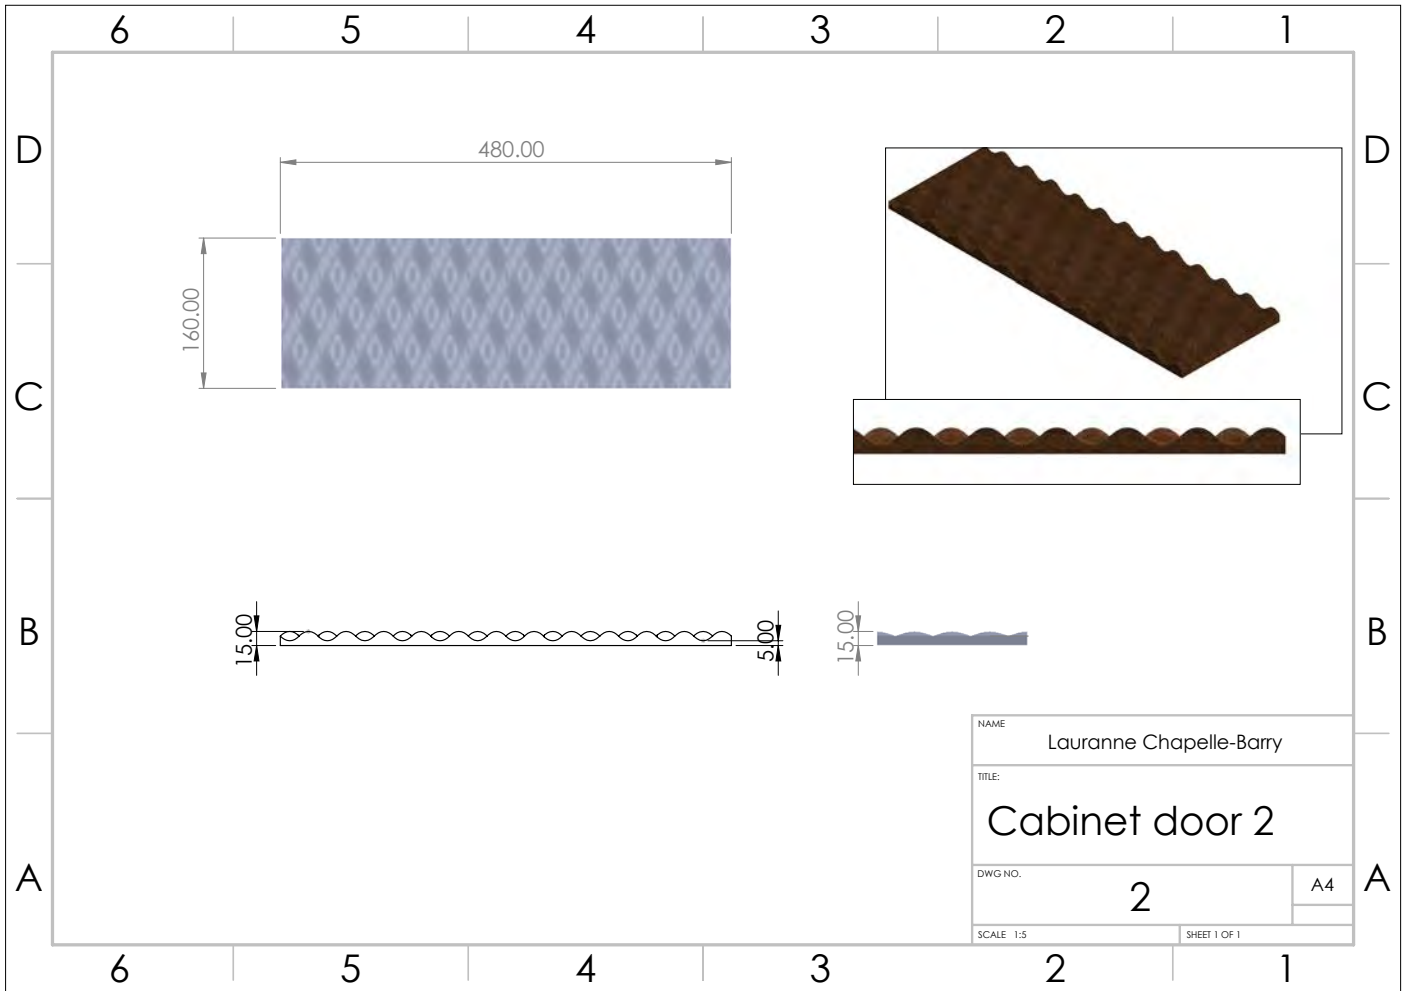 6 5 4 3 2 1
D D
480.00
160.00
C C
B B
15.00
5.00
15.00
NAME
Lauranne Chapelle-Barry
TITLE:
Cabinet door 2
DWG NO.
2
A4
A A
SCALE 1:5
SHEET 1 OF 1
6 5 4 3 2 1